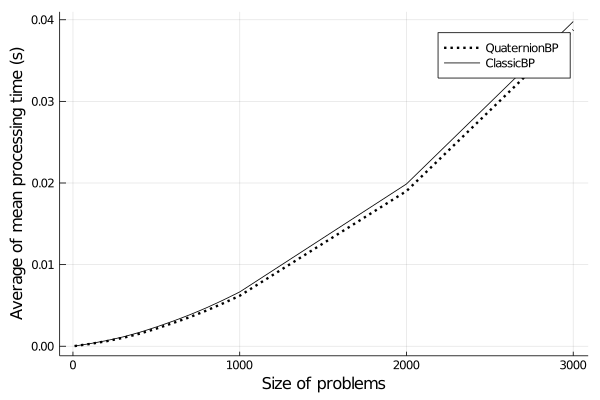 0.04
0.03
0.02
0.01
0.00
Average of mean processing time (s)
QuaternionBP
ClassicBP
0
1000
2000
3000
Size of problems